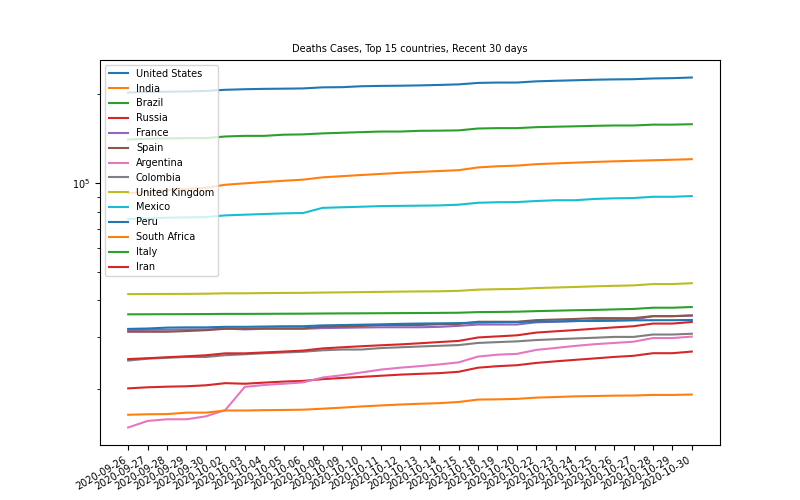 Deaths Cases, Top 15 countries, Recent 30 days
United States
India
Brazil
Russia
France
Spain
Argentina
Colombia
United Kingdom
Mexico
Peru
South Africa
Italy
Iran
10⁵
2020-09-26
2020-09-27
2020-09-28
2020-09-29
2020-09-30
2020-10-02
2020-10-03
2020-10-04
2020-10-05
2020-10-06
2020-10-08
2020-10-09
2020-10-10
2020-10-11
2020-10-12
2020-10-13
2020-10-14
2020-10-15
2020-10-18
2020-10-19
2020-10-20
2020-10-22
2020-10-23
2020-10-24
2020-10-25
2020-10-26
2020-10-27
2020-10-28
2020-10-29
2020-10-30